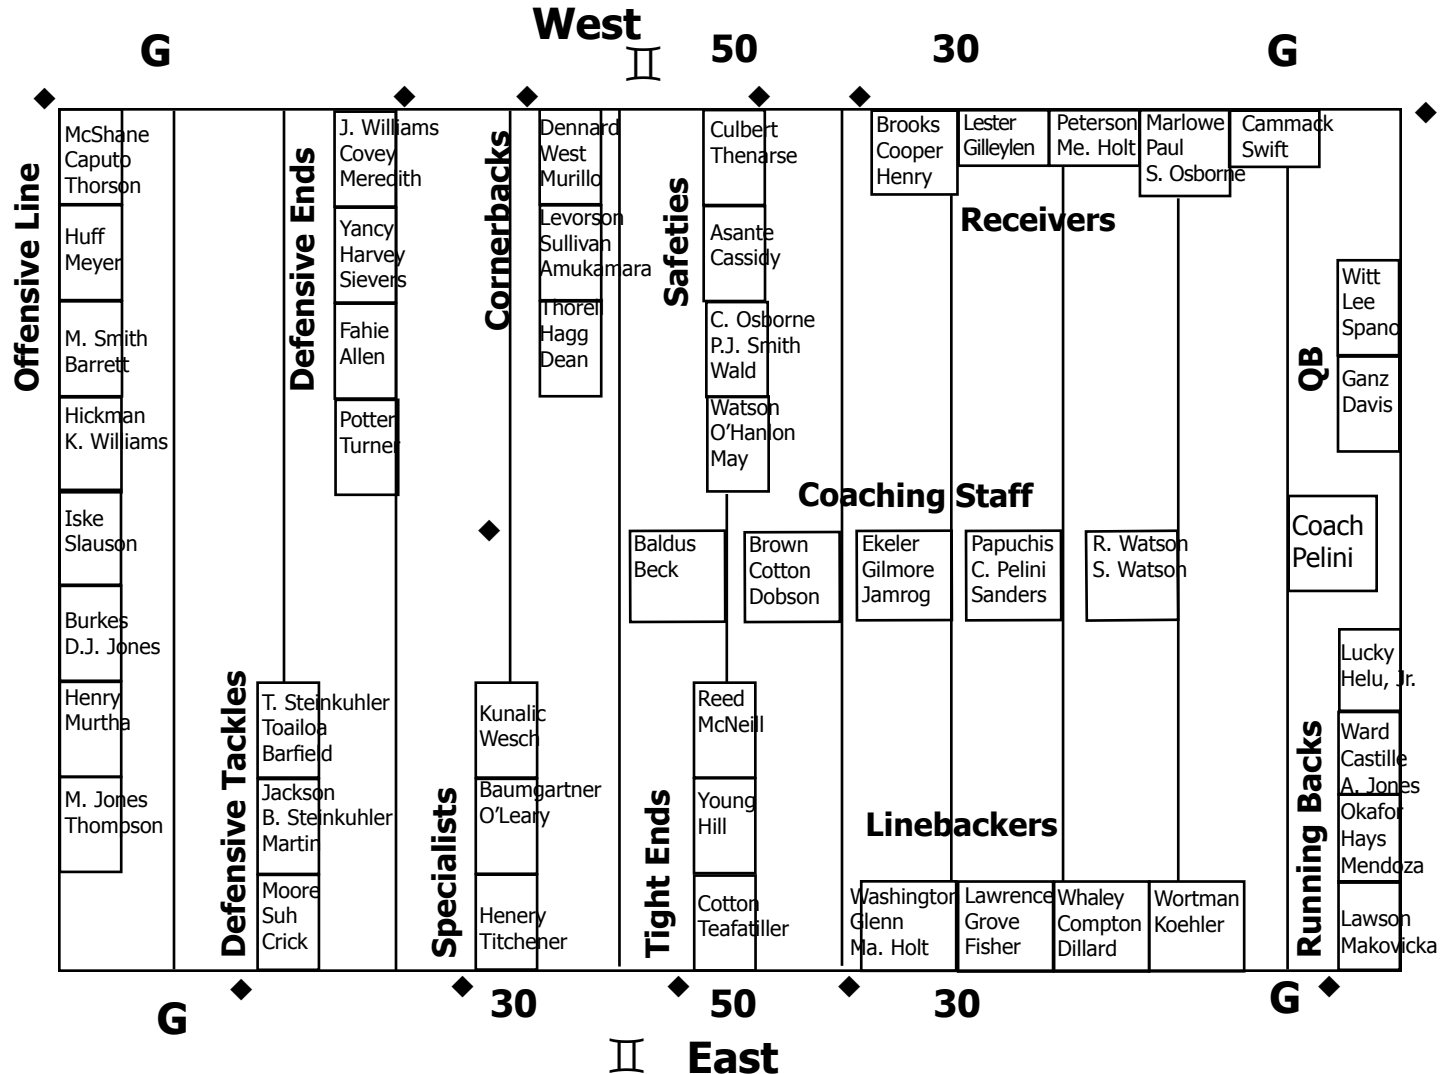 West
G
50
30
G
Offensive Line
McShane
Caputo
Thorson
Huff
Meyer
M. Smith
Barrett
Hickman
K. Williams
Iske
Slauson
Burkes
D.J. Jones
Henry
Murtha
M. Jones
Thompson
Defensive Ends
J. Williams
Covey
Meredith
Yancy
Harvey
Sievers
Fahie
Allen
Potter
Turner
Cornerbacks
Dennard
West
Murillo
Levorson
Sullivan
Amukamara
Thorell
Hagg
Dean
Safeties
Culbert
Thenarse
Asante
Cassidy
C. Osborne
P.J. Smith
Wald
Watson
O'Hanlon
May
Brooks
Cooper
Henry
Lester
Gilleylen
Peterson
Me. Holt
Marlowe
Paul
S. Osborne
Cammack
Swift
Receivers
QB
Witt
Lee
Spano
Ganz
Davis
Coaching Staff
Baldus
Beck
Brown
Cotton
Dobson
Ekeler
Gilmore
Jamrog
Papuchis
C. Pelini
Sanders
R. Watson
S. Watson
Coach
Pelini
Defensive Tackles
T. Steinkuhler
Toailoa
Barfield
Jackson
B. Steinkuhler
Martin
Moore
Suh
Crick
Specialists
Kunalic
Wesch
Baumgartner
O'Leary
Henery
Titchener
Tight Ends
Reed
McNeill
Young
Hill
Cotton
Teafatiller
Linebackers
Washington
Glenn
Ma. Holt
Lawrence
Grove
Fisher
Whaley
Compton
Dillard
Wortman
Koehler
Running Backs
Lucky
Helu, Jr.
Ward
Castille
A. Jones
Okafor
Hays
Mendoza
Lawson
Makovicka
G
30
50
30
G
East